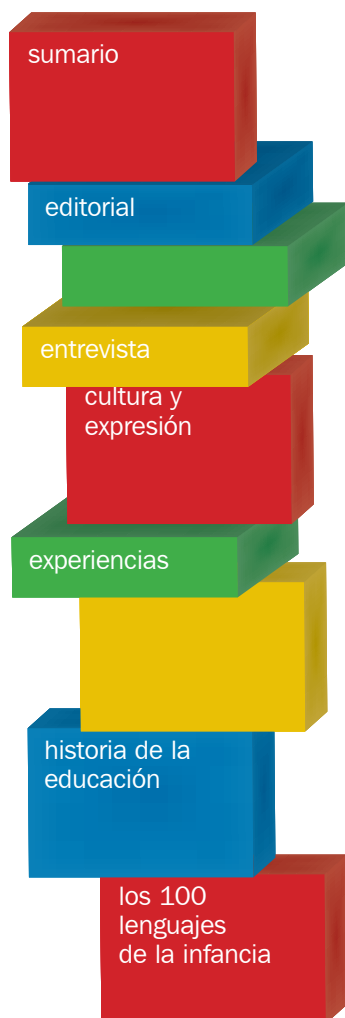 sumario
editorial
entrevista
cultura y
expresión
experiencias
historia de la
educación
los 100
lenguajes
de la infancia